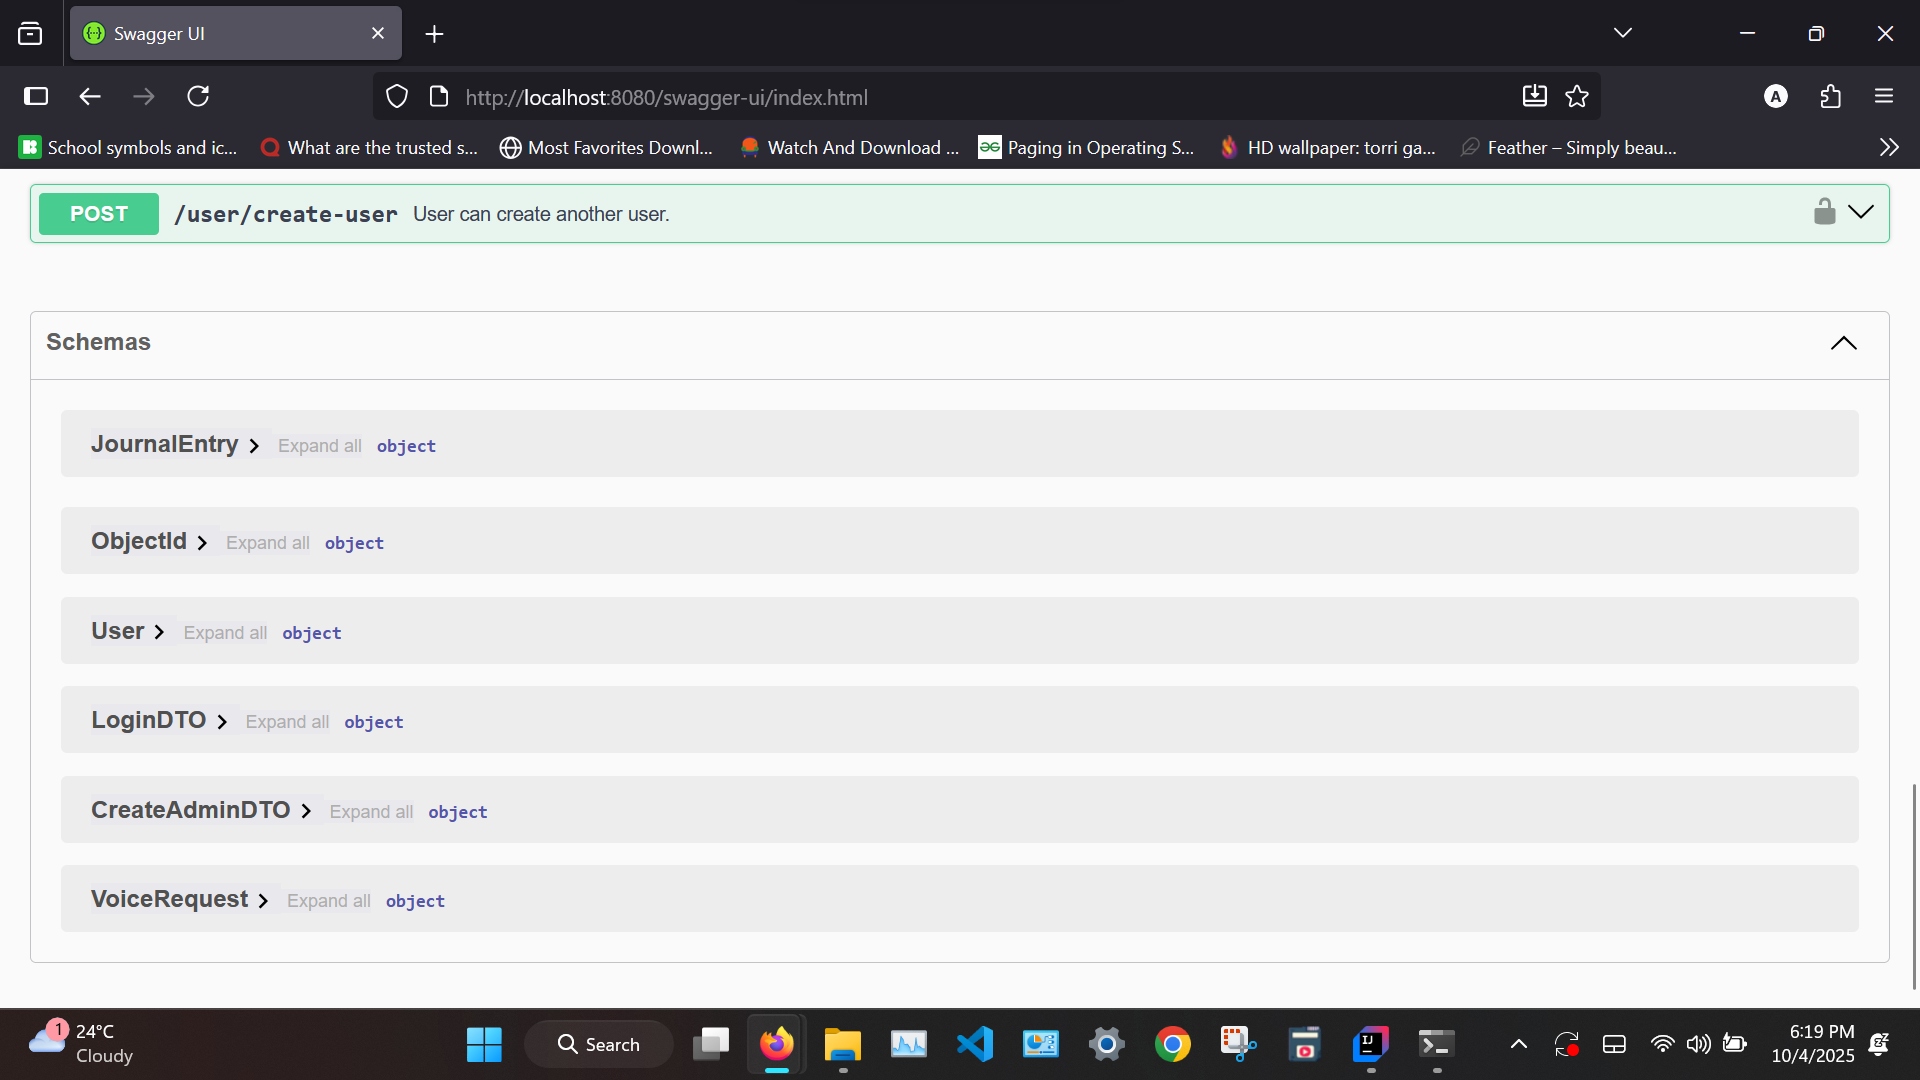 Swagger UI
http://localhost:8080/swagger-ui/index.html
School symbols and ic... What are the trusted s... Most Favorites Downl... Watch And Download ... Paging in Operating S... HD wallpaper: torri ga... Feather – Simply beau...
POST /user/create-user User can create another user.
Schemas
JournalEntry Expand all object
ObjectId Expand all object
User Expand all object
LoginDTO Expand all object
CreateAdminDTO Expand all object
VoiceRequest Expand all object
1 24°C
Cloudy
Search
6:19 PM
10/4/2025